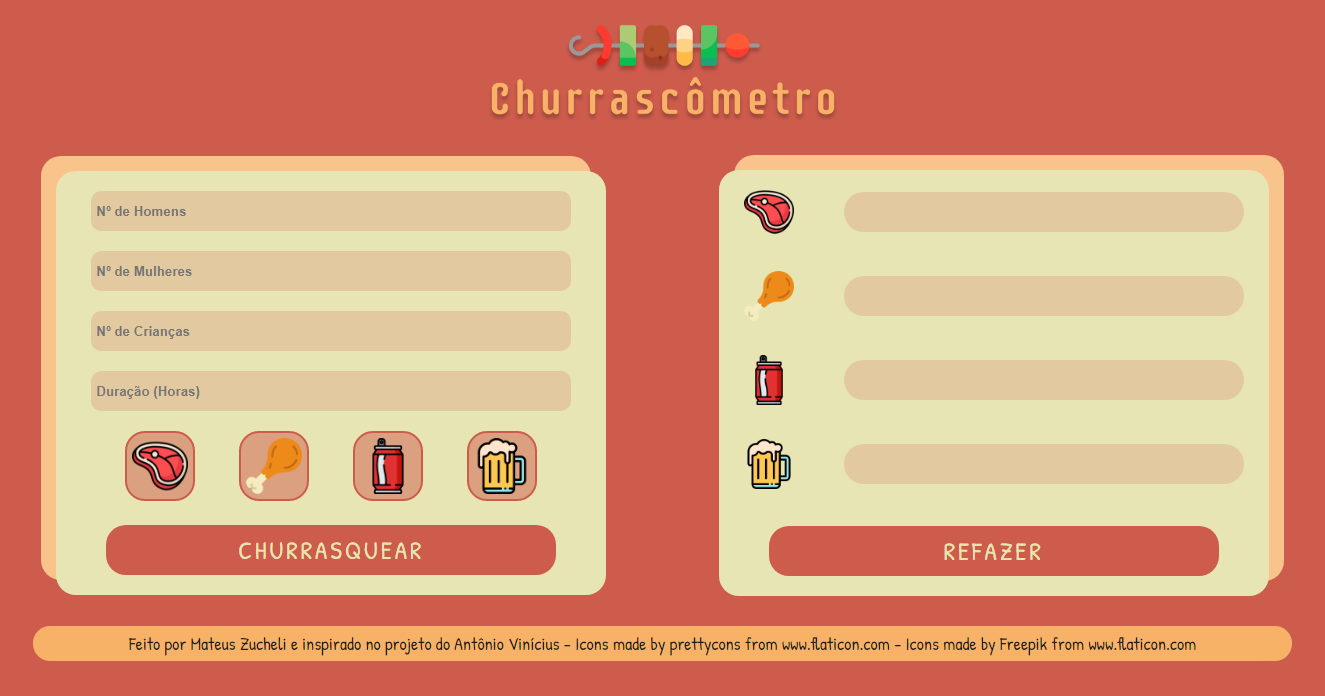 Churrascômetro
Nº de Homens
Nº de Mulheres
Nº de Crianças
Duração (Horas)
CHURRASQUEAR
REFAZER
Feito por Mateus Zucheli e inspirado no projeto do Antônio Vinícius - Icons made by prettycons from www.flaticon.com - Icons made by Freepik from www.flaticon.com